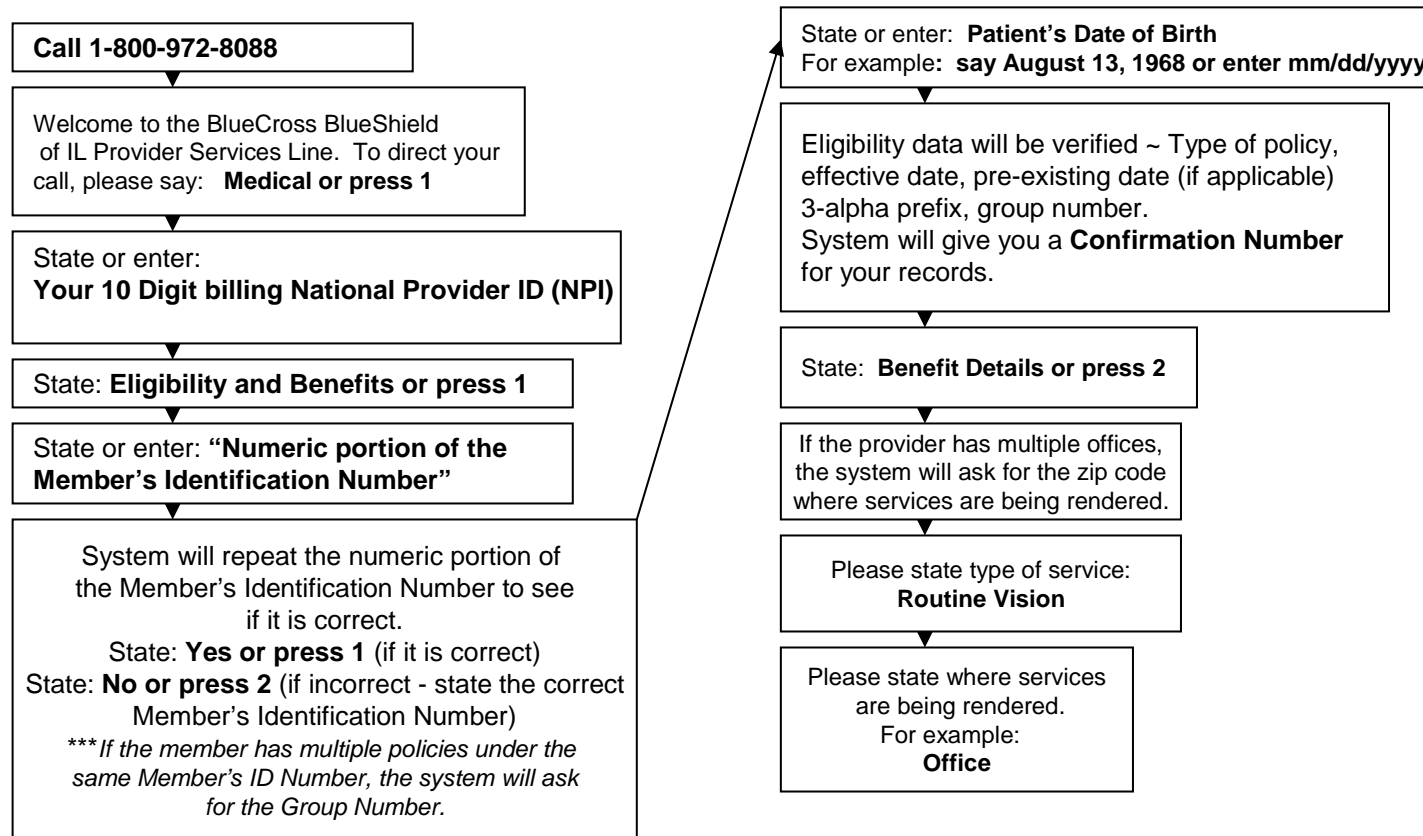 Call 1-800-972-8088
Welcome to the BlueCross BlueShield
of IL Provider Services Line. To direct your
call, please say: Medical or press 1
State or enter:
Your 10 Digit billing National Provider ID (NPI)
State: Eligibility and Benefits or press 1
State or enter: “Numeric portion of the
Member’s Identification Number”
System will repeat the numeric portion of
the Member’s Identification Number to see
if it is correct.
State: Yes or press 1 (if it is correct)
State: No or press 2 (if incorrect - state the correct
Member’s Identification Number)
***If the member has multiple policies under the
same Member’s ID Number, the system will ask
for the Group Number.
State or enter: Patient’s Date of Birth
For example: say August 13, 1968 or enter mm/dd/yyyy
Eligibility data will be verified ~ Type of policy,
effective date, pre-existing date (if applicable)
3-alpha prefix, group number.
System will give you a Confirmation Number
for your records.
State: Benefit Details or press 2
If the provider has multiple offices,
the system will ask for the zip code
where services are being rendered.
Please state type of service:
Routine Vision
Please state where services
are being rendered.
For example:
Office